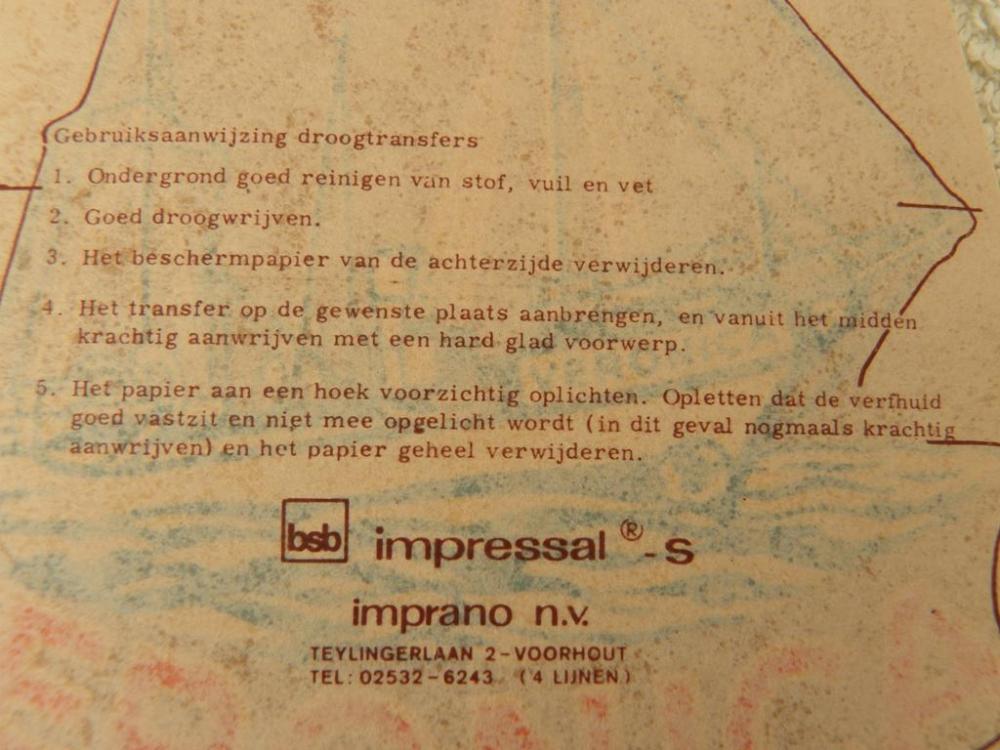 Gebruiksaanwijzing droogtransfers
1. Ondergrond goed reinigen van stof, vuil en vet
2. Goed droogwrijven.
3. Het beschermpapier van de achterzijde verwijderen.
4. Het transfer op de gewenste plaats aanbrengen, en vanuit het midden
krachtig aanwrijven met een hard glad voorwerp.
5. Het papier aan een hoek voorzichtig oplichten. Opletten dat de verfhuid
goed vastzit en niet mee opgelicht wordt (in dit geval nogmaals krachtig
aanwrijven) en het papier geheel verwijderen.
bsb impressal ®-s
imprano n.v.
TEYLINGERLAAN 2-VOORHOUT
TEL: 02532-6243 (4 LIJNEN)